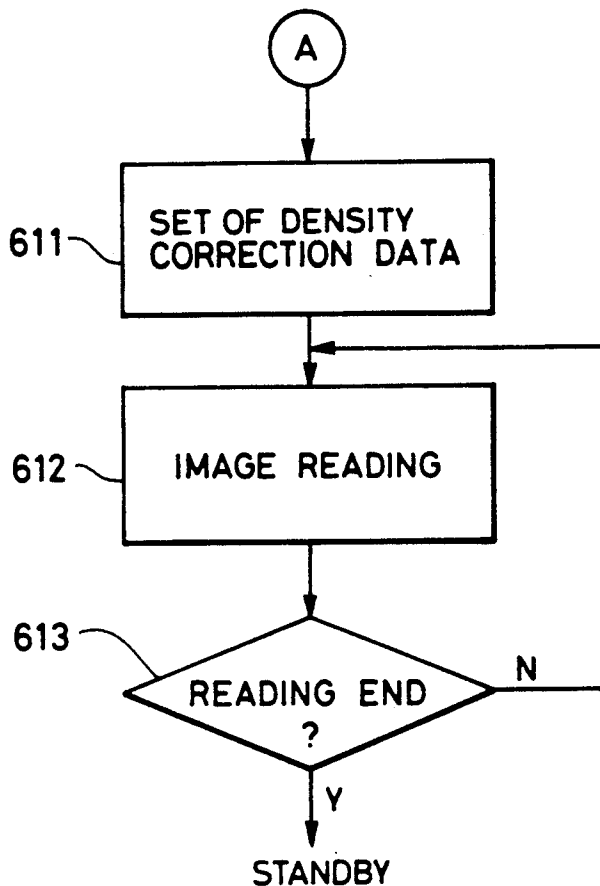 A
611
SET OF DENSITY
CORRECTION DATA
612
IMAGE READING
613
READING END
?
N
Y
STANDBY